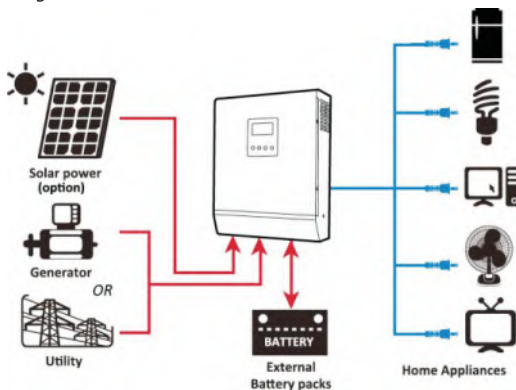 Solar power
(option)
Generator
OR
Utility
BATTERY
External
Battery packs
Home Appliances